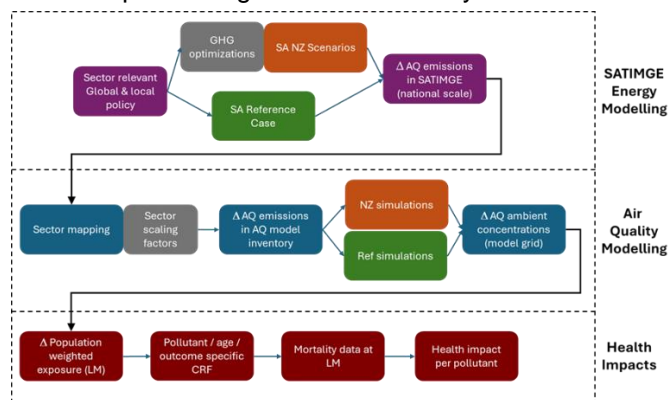 GHG
optimizations
SA NZ Scenarios
Sector relevant
Global & local
policy
Δ AQ emissions
in SATIMGE
(national scale)
SA Reference
Case
SATIMGE
Energy
Modelling
Sector mapping
Sector
scaling
factors
Δ AQ emissions
in AQ model
inventory
NZ simulations
Ref simulations
Δ AQ ambient
concentrations
(model grid)
Air
Quality
Modelling
Δ Population
weighted
exposure (LM)
Pollutant / age /
outcome specific
CRF
Mortality data at
LM
Health impact
per pollutant
Health
Impacts